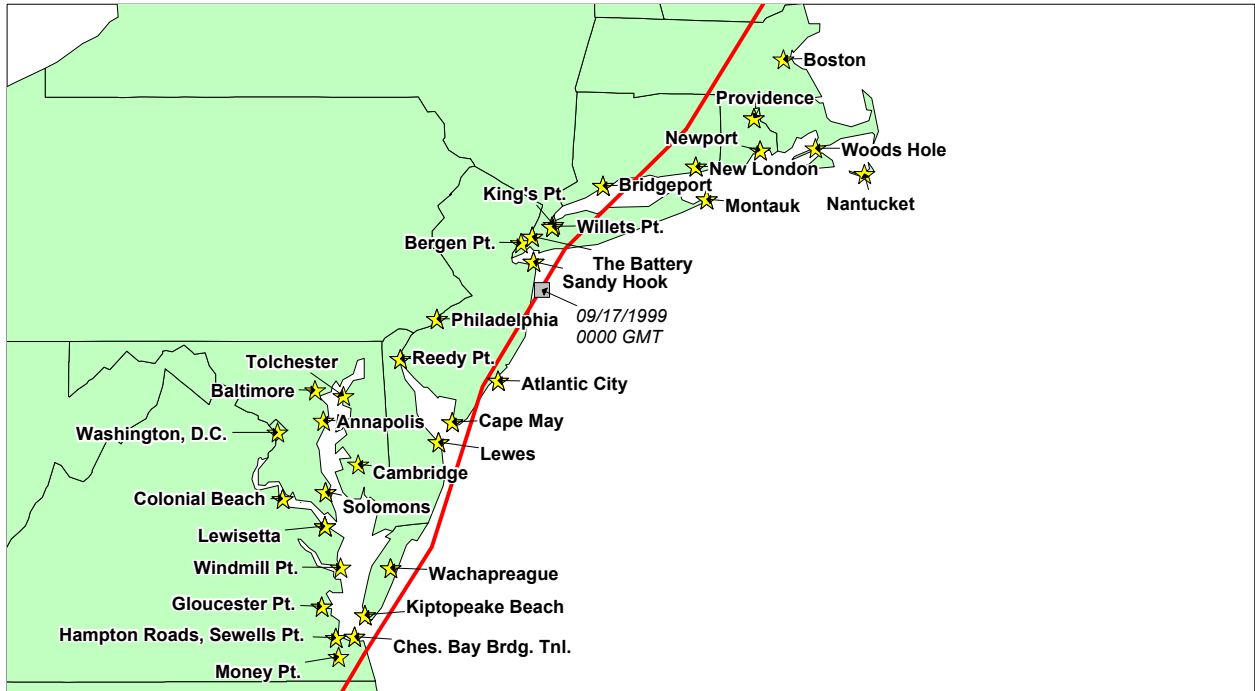 Boston
Providence
Newport
Woods Hole
New London
King's Pt.
Bridgeport
Montauk
Nantucket
Willets Pt.
Bergen Pt.
The Battery
Sandy Hook
09/17/1999
0000 GMT
Philadelphia
Tolchester
Reedy Pt.
Baltimore
Atlantic City
Annapolis
Cape May
Washington, D.C.
Lewes
Cambridge
Colonial Beach
Solomons
Lewisetta
Windmill Pt.
Wachapreague
Gloucester Pt.
Kiptopeake Beach
Hampton Roads, Sewells Pt.
Ches. Bay Brdg. Tnl.
Money Pt.